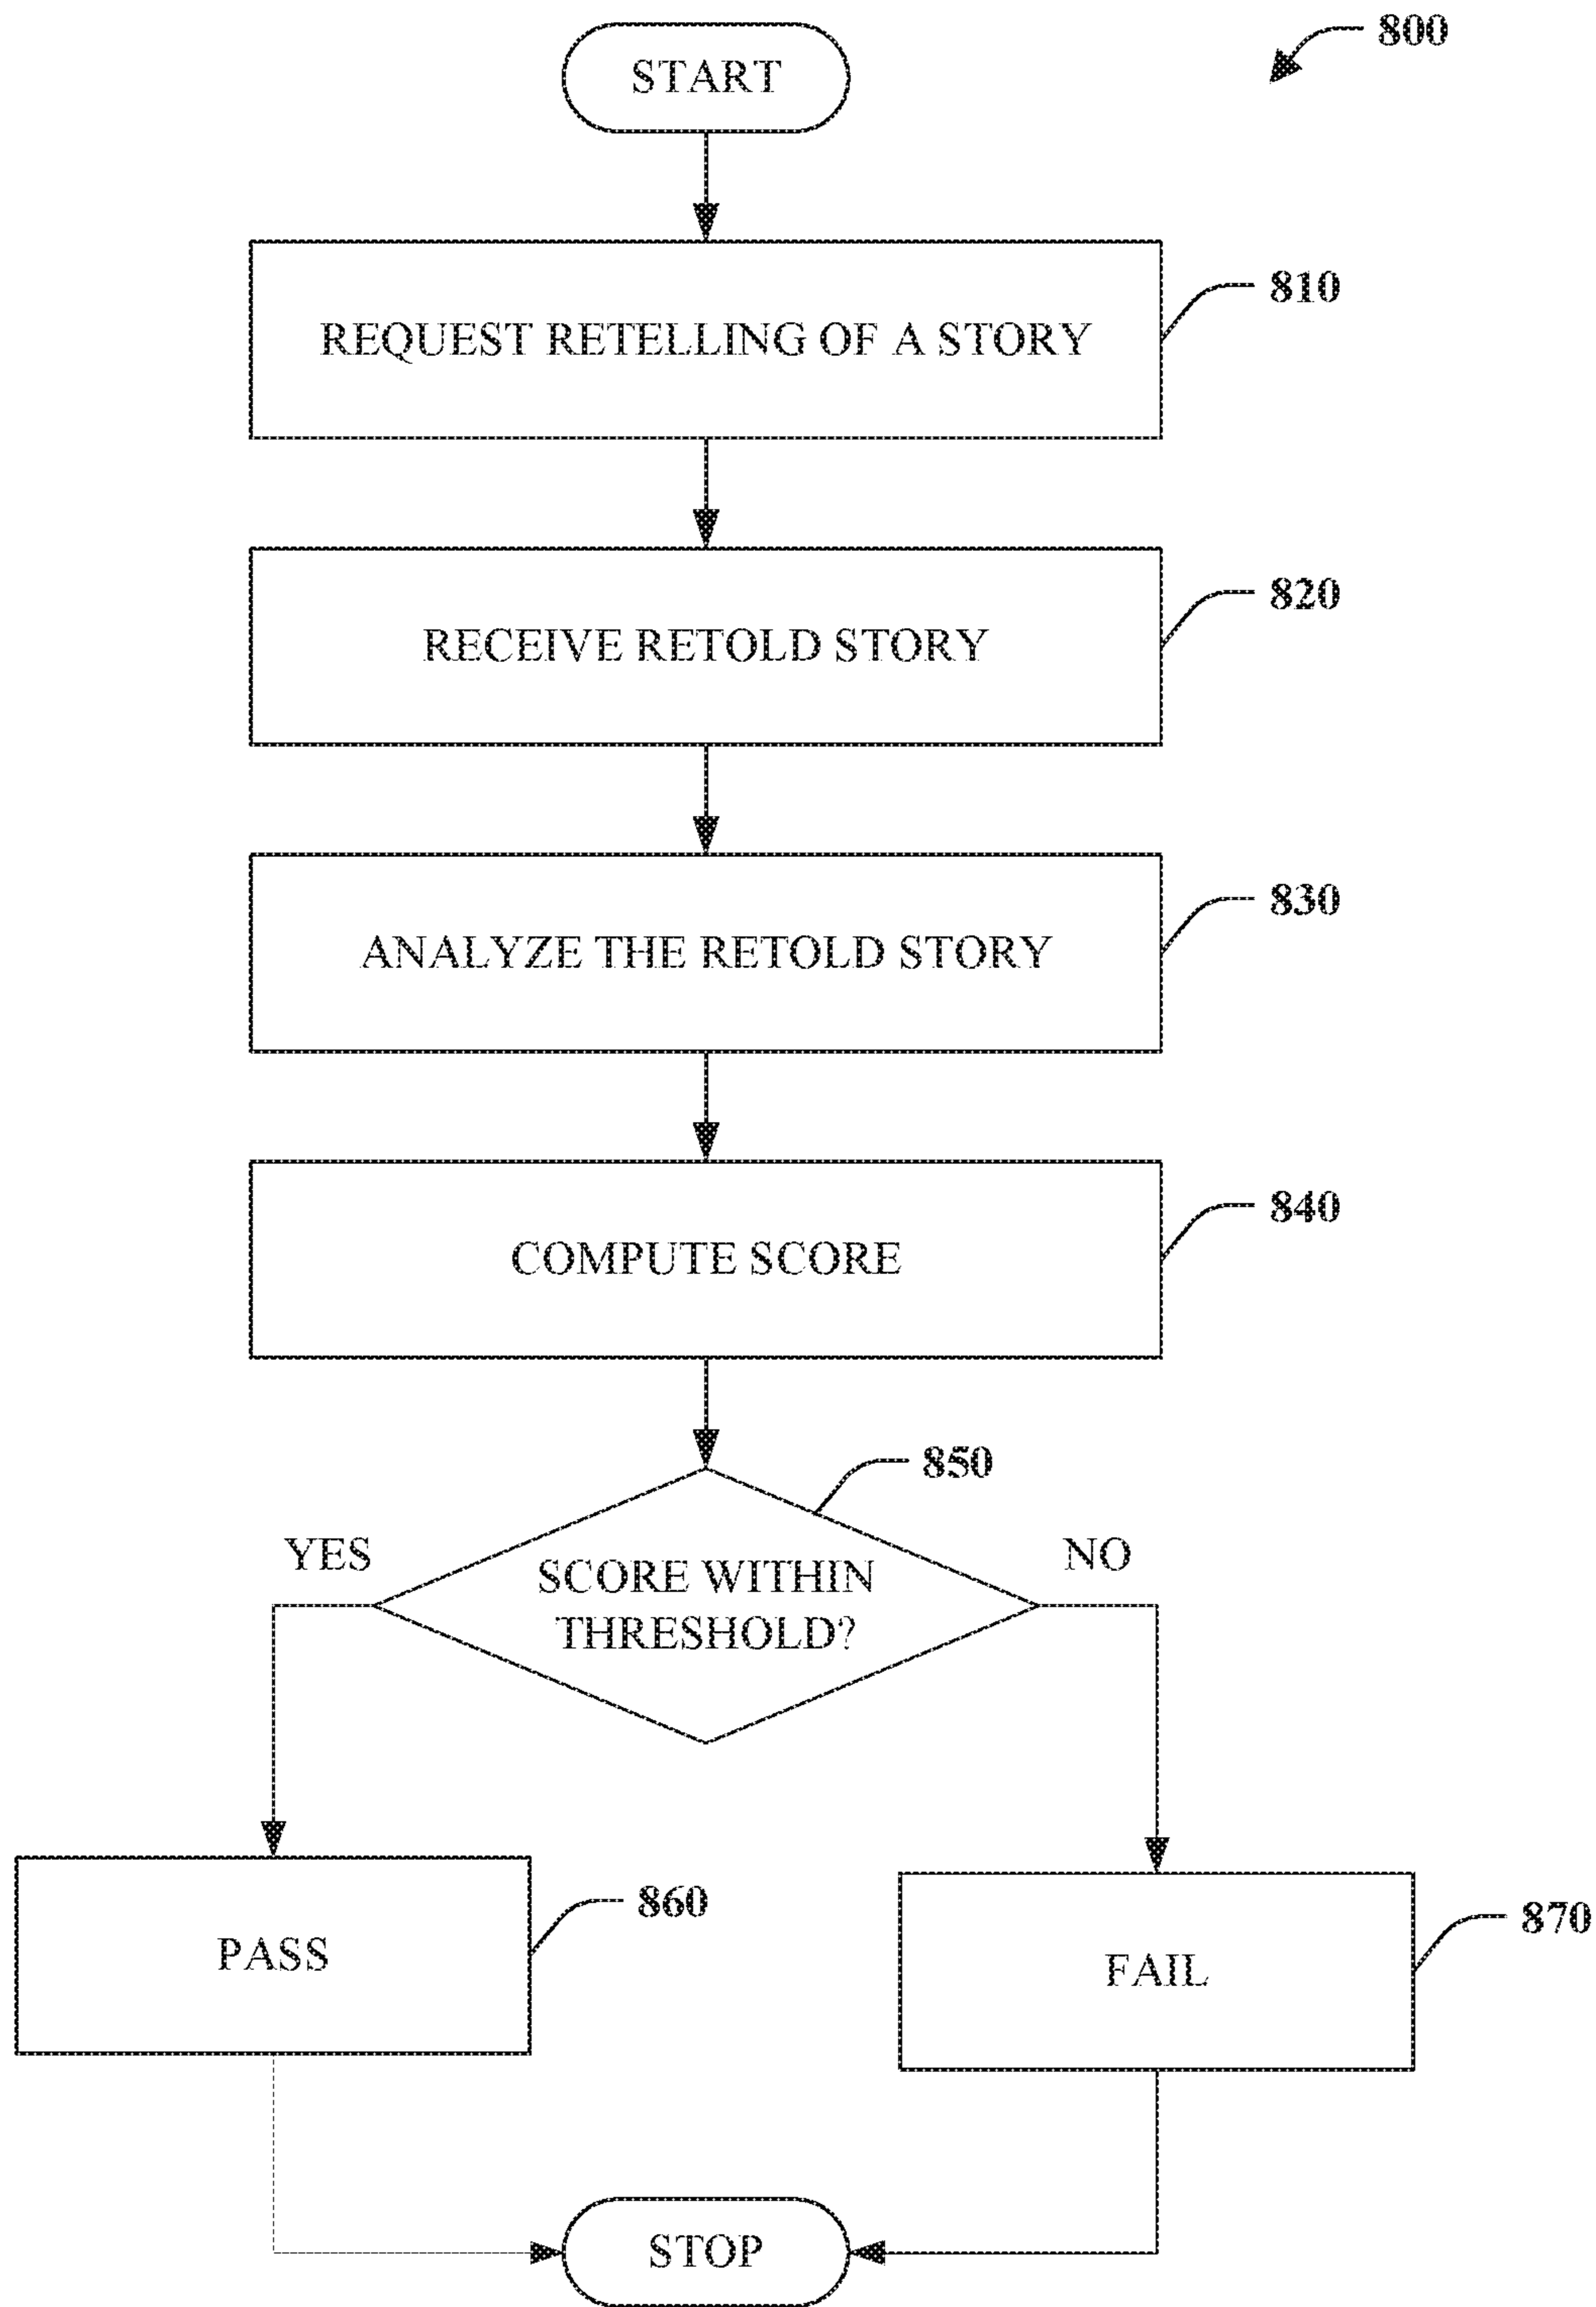 800
START
REQUEST RETELLING OF A STORY
810
RECEIVE RETOLD STORY
820
ANALYZE THE RETOLD STORY
830
COMPUTE SCORE
840
850
YES
SCORE WITHIN
THRESHOLD?
NO
PASS
860
FAIL
870
STOP